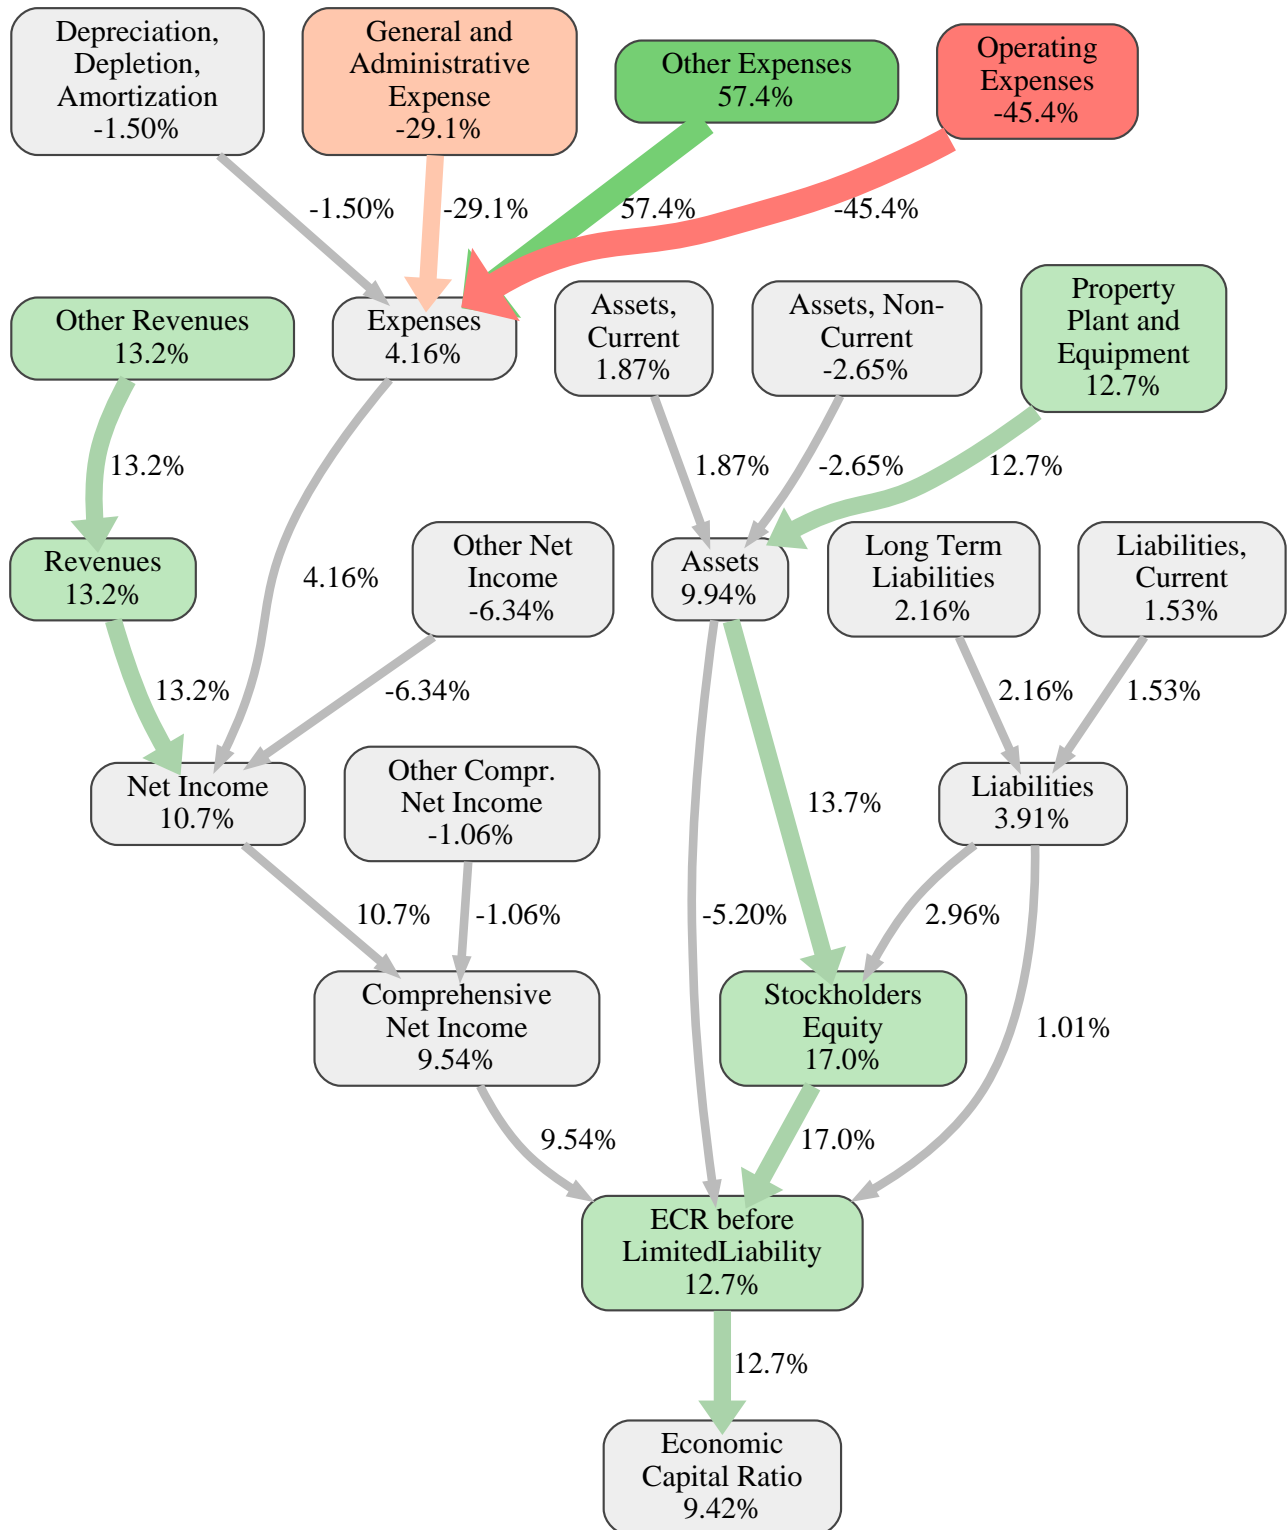 Depreciation,
Depletion,
Amortization
-1.50%
General and
Administrative
Expense
-29.1%
Other Expenses
57.4%
Operating
Expenses
-45.4%
-1.50%
-29.1%
57.4%
-45.4%
Other Revenues
13.2%
Expenses
4.16%
Assets,
Current
1.87%
Assets, Non-
Current
-2.65%
Property
Plant and
Equipment
12.7%
13.2%
1.87%
-2.65%
12.7%
Revenues
13.2%
4.16%
Other Net
Income
-6.34%
Assets
9.94%
Long Term
Liabilities
2.16%
Liabilities,
Current
1.53%
13.2%
-6.34%
2.16%
1.53%
Net Income
10.7%
Other Compr.
Net Income
-1.06%
13.7%
Liabilities
3.91%
10.7%
-1.06%
-5.20%
2.96%
Comprehensive
Net Income
9.54%
Stockholders
Equity
17.0%
1.01%
9.54%
17.0%
ECR before
LimitedLiability
12.7%
12.7%
Economic
Capital Ratio
9.42%